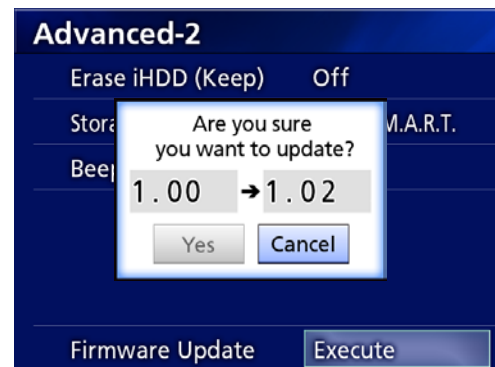 Advanced-2
Erase iHDD (Keep) Off
Are you sure
you want to update?
M.A.R.T.
1.00 ➔ 1.02
Yes Cancel
Firmware Update Execute